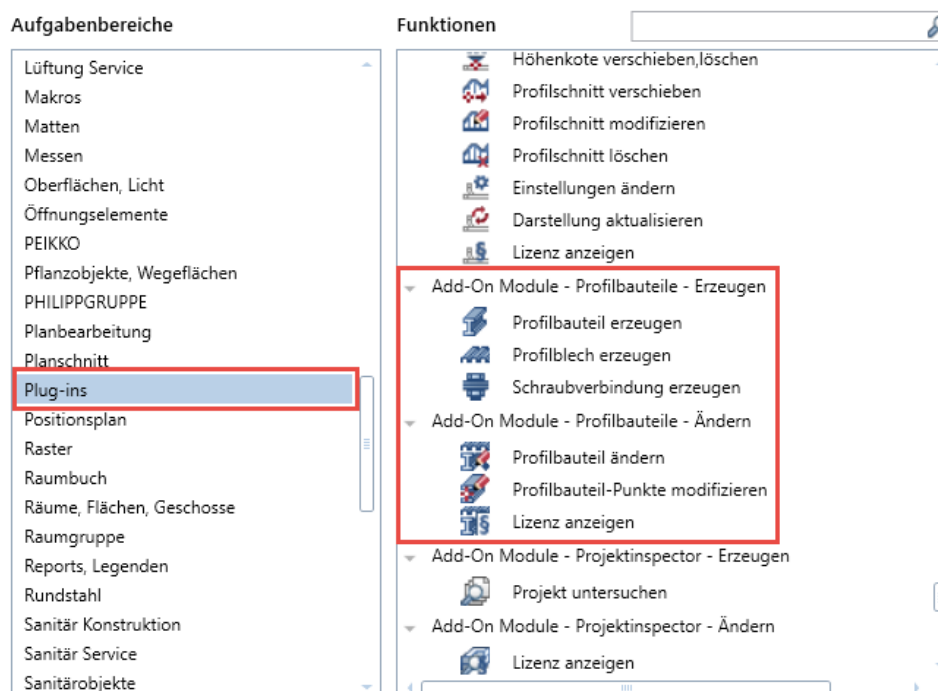 Aufgabenbereiche
Lüftung Service
Makros
Matten
Messen
Oberflächen, Licht
Öffnungselemente
PEIKKO
Pflanzobjekte, Wegeflächen
PHILIPPGRUPPE
Planbearbeitung
Planschnitt
Plug-ins
Positionsplan
Raster
Raumbuch
Räume, Flächen, Geschosse
Raumgruppe
Reports, Legenden
Rundstahl
Sanitär Konstruktion
Sanitär Service
Sanitärobjekte
Funktionen
Höhenkote verschieben,löschen
Profilschnitt verschieben
Profilschnitt modifizieren
Profilschnitt löschen
Einstellungen ändern
Darstellung aktualisieren
Lizenz anzeigen
Add-On Module - Profilbauteile - Erzeugen
Profilbauteil erzeugen
Profilblech erzeugen
Schraubverbindung erzeugen
Add-On Module - Profilbauteile - Ändern
Profilbauteil ändern
Profilbauteil-Punkte modifizieren
Lizenz anzeigen
Add-On Module - Projektinspector - Erzeugen
Projekt untersuchen
Add-On Module - Projektinspector - Ändern
Lizenz anzeigen